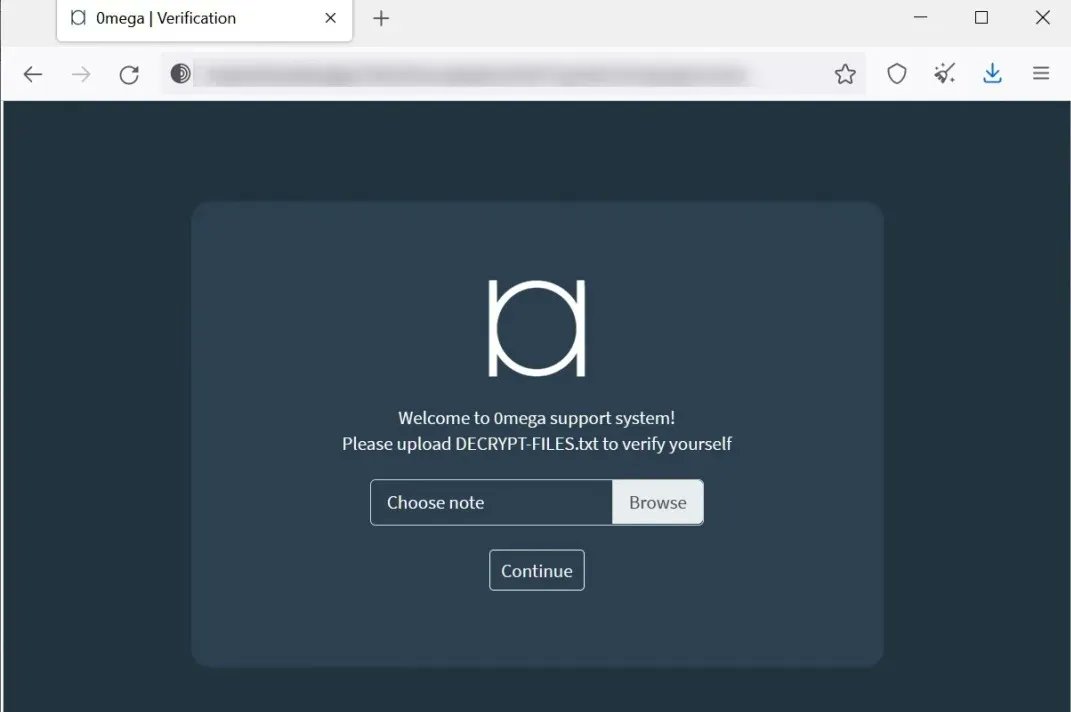 0mega | Verification
Welcome to 0mega support system!
Please upload DECRYPT-FILES.txt to verify yourself
Choose note
Browse
Continue